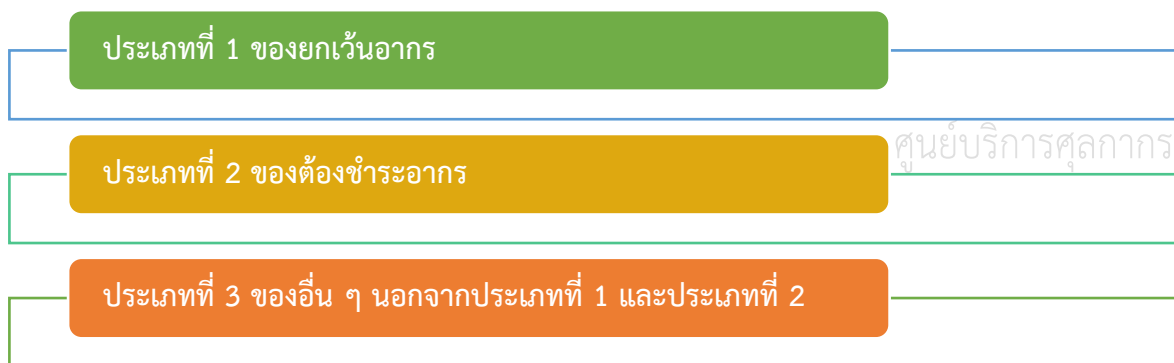 ประเภทที่ 1 ของยกเว้นอากร
ศูนย์บริการศุลกากร
ประเภทที่ 2 ของต้องชำระอากร
ประเภทที่ 3 ของอื่น ๆ นอกจากประเภทที่ 1 และประเภทที่ 2